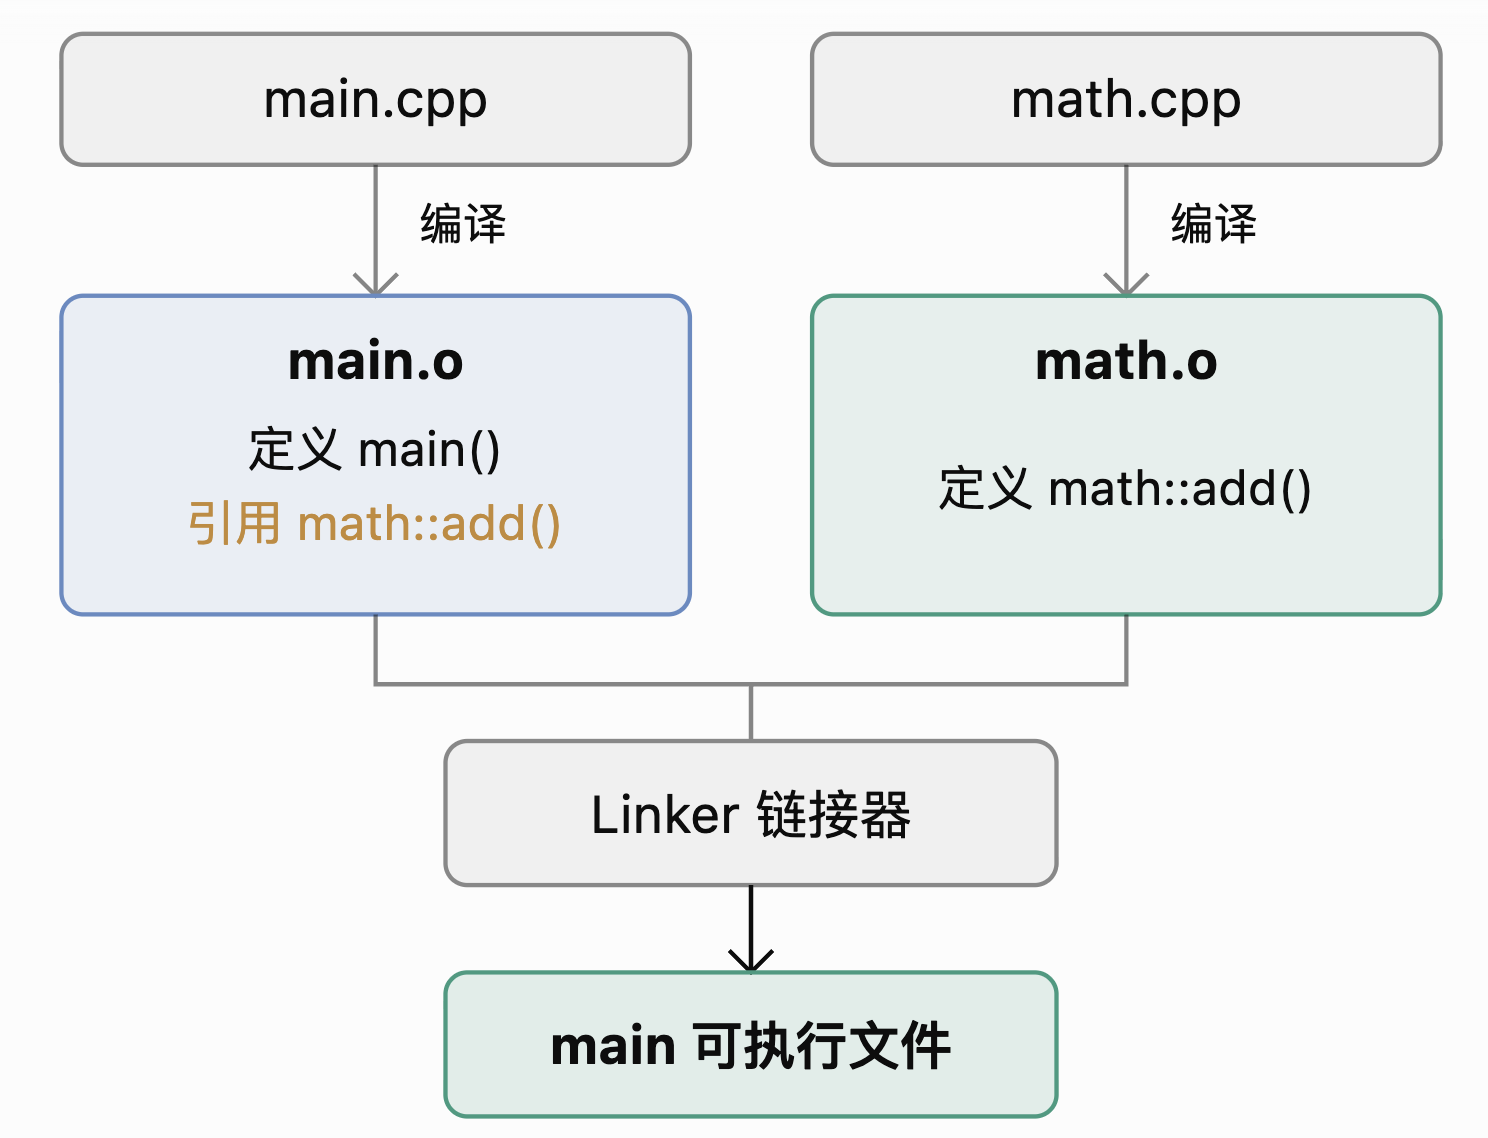 main.cpp
math.cpp
编译
编译
main.o
定义 main()
引用 math::add()
math.o
定义 math::add()
Linker 链接器
main 可执行文件